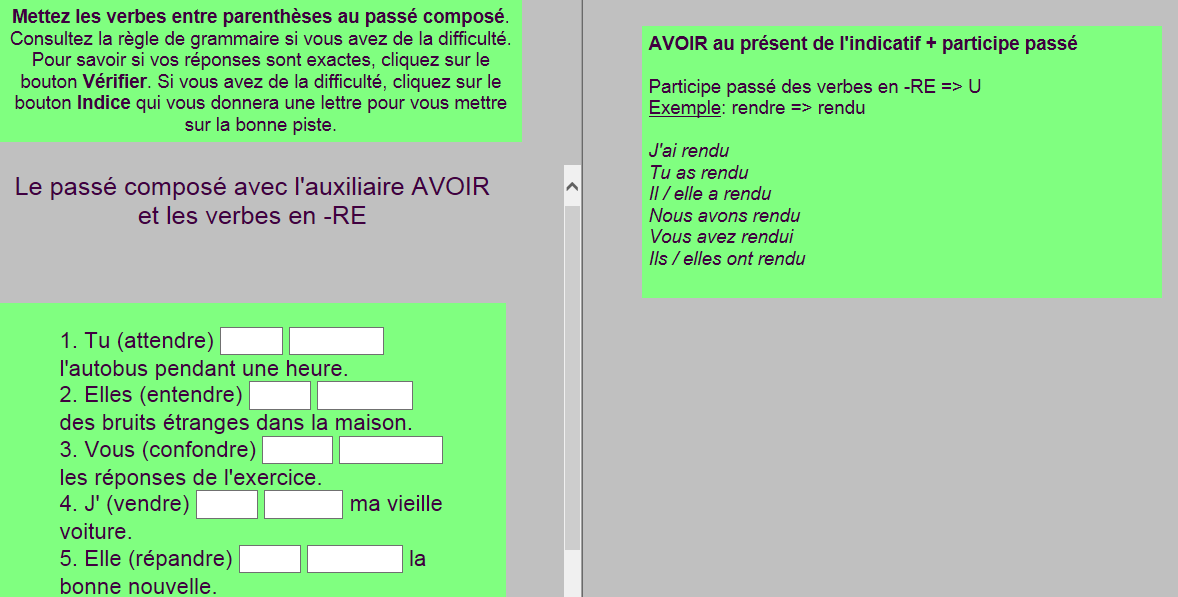 Mettez les verbes entre parenthèses au passé composé.
Consultez la règle de grammaire si vous avez de la difficulté.
Pour savoir si vos réponses sont exactes, cliquez sur le
bouton Vérifier. Si vous avez de la difficulté, cliquez sur le
bouton Indice qui vous donnera une lettre pour vous mettre
sur la bonne piste.
Le passé composé avec l'auxiliaire AVOIR
et les verbes en -RE
1. Tu (attendre)
l'autobus pendant une heure.
2. Elles (entendre)
des bruits étranges dans la maison.
3. Vous (confondre)
les réponses de l'exercice.
4. J' (vendre) ma vieille
voiture.
5. Elle (répandre) la
bonne nouvelle.
AVOIR au présent de l'indicatif + participe passé
Participe passé des verbes en -RE => U
Exemple: rendre => rendu
J'ai rendu
Tu as rendu
Il / elle a rendu
Nous avons rendu
Vous avez rendui
Ils / elles ont rendu